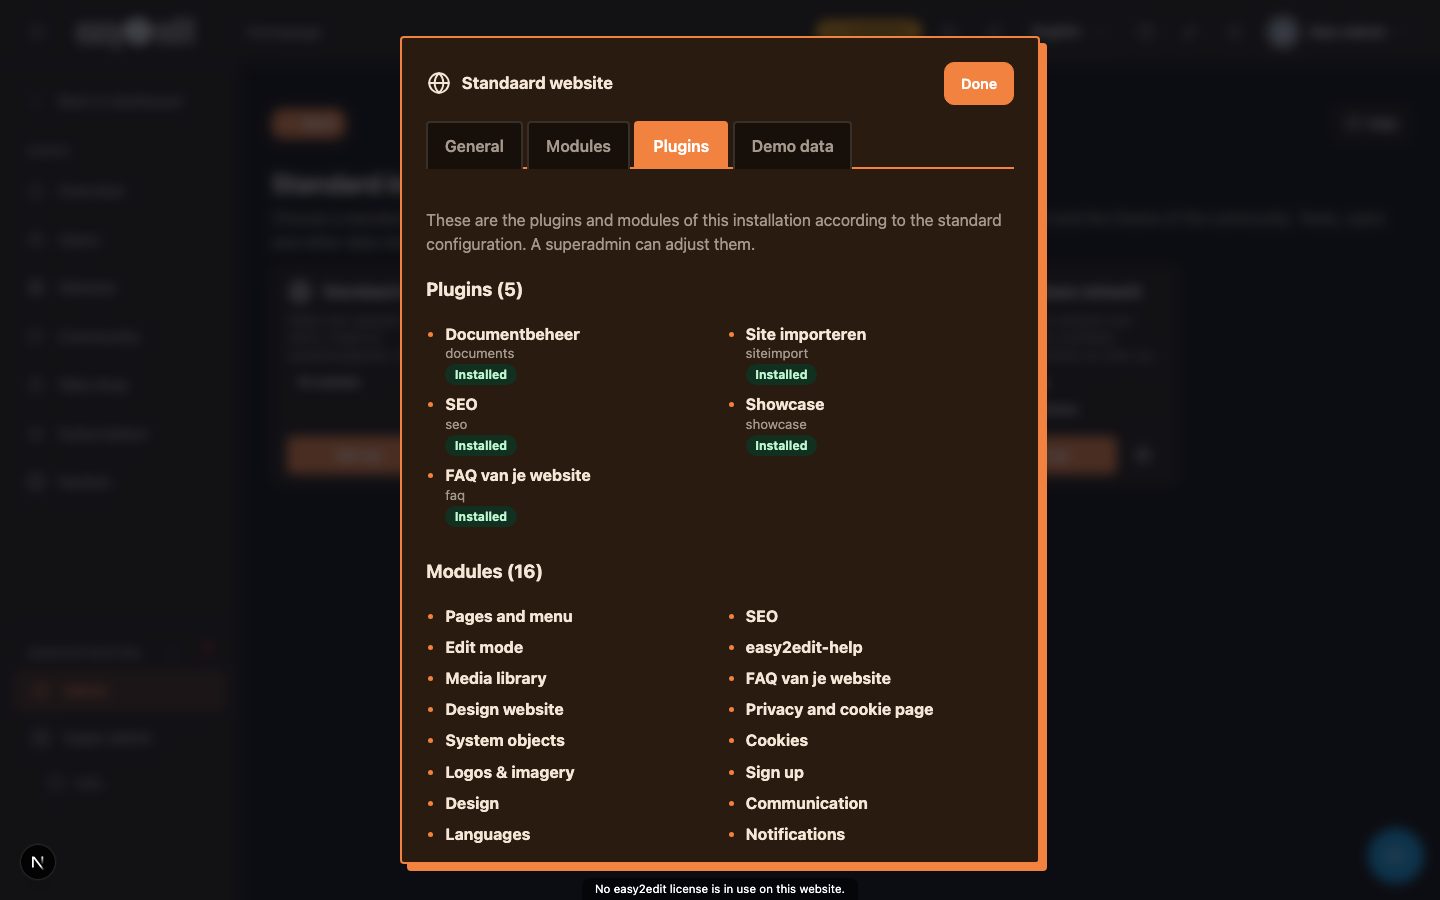 Standaard website
Done
General
Modules
Plugins
Demo data
These are the plugins and modules of this installation according to the standard
configuration. A superadmin can adjust them.
Plugins (5)
Documentbeheer
documents
Installed
Site importeren
siteimport
Installed
SEO
seo
Installed
Showcase
showcase
Installed
FAQ van je website
faq
Installed
Modules (16)
Pages and menu
SEO
Edit mode
easy2edit-help
Media library
FAQ van je website
Design website
Privacy and cookie page
System objects
Cookies
Logos & imagery
Sign up
Design
Communication
Languages
Notifications
N
No easy2edit license is in use on this website.